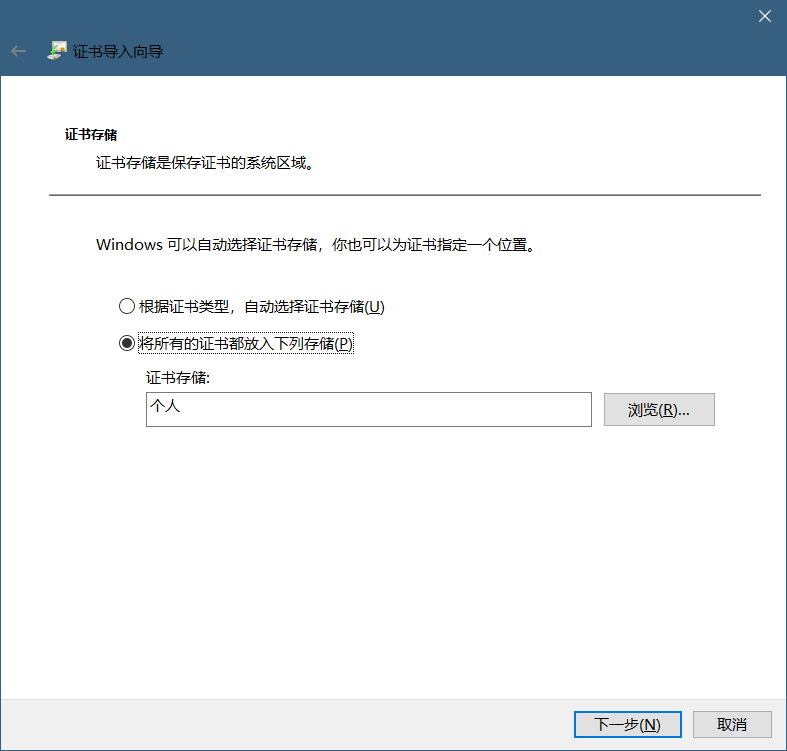 证书导入向导
证书存储
证书存储是保存证书的系统区域。
Windows 可以自动选择证书存储，你也可以为证书指定一个位置。
根据证书类型，自动选择证书存储(U)
将所有的证书都放入下列存储(P)
证书存储:
个人
浏览(R)...
下一步(N)
取消